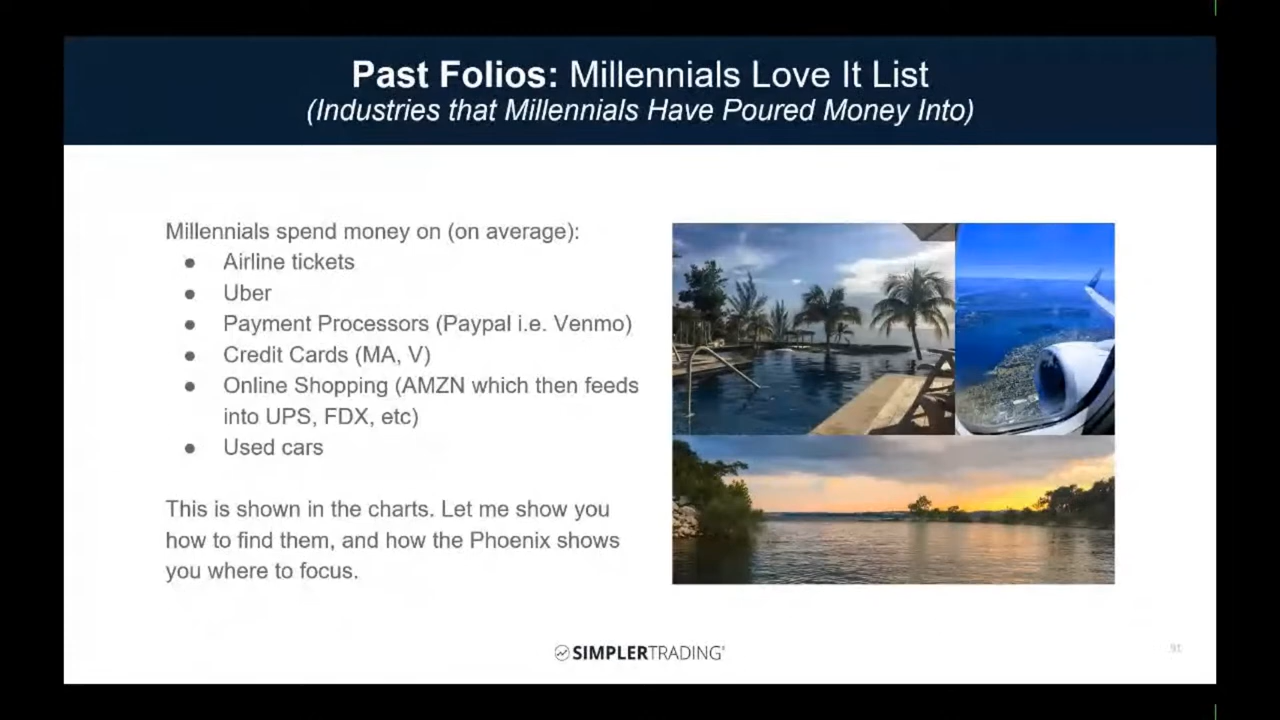 Past Folios: Millennials Love It List
(Industries that Millennials Have Poured Money Into)
Millennials spend money on (on average):
● Airline tickets
● Uber
● Payment Processors (Paypal i.e. Venmo)
● Credit Cards (MA, V)
● Online Shopping (AMZN which then feeds
into UPS, FDX, etc)
● Used cars
This is shown in the charts. Let me show you
how to find them, and how the Phoenix shows
you where to focus.
SIMPLERTRADING